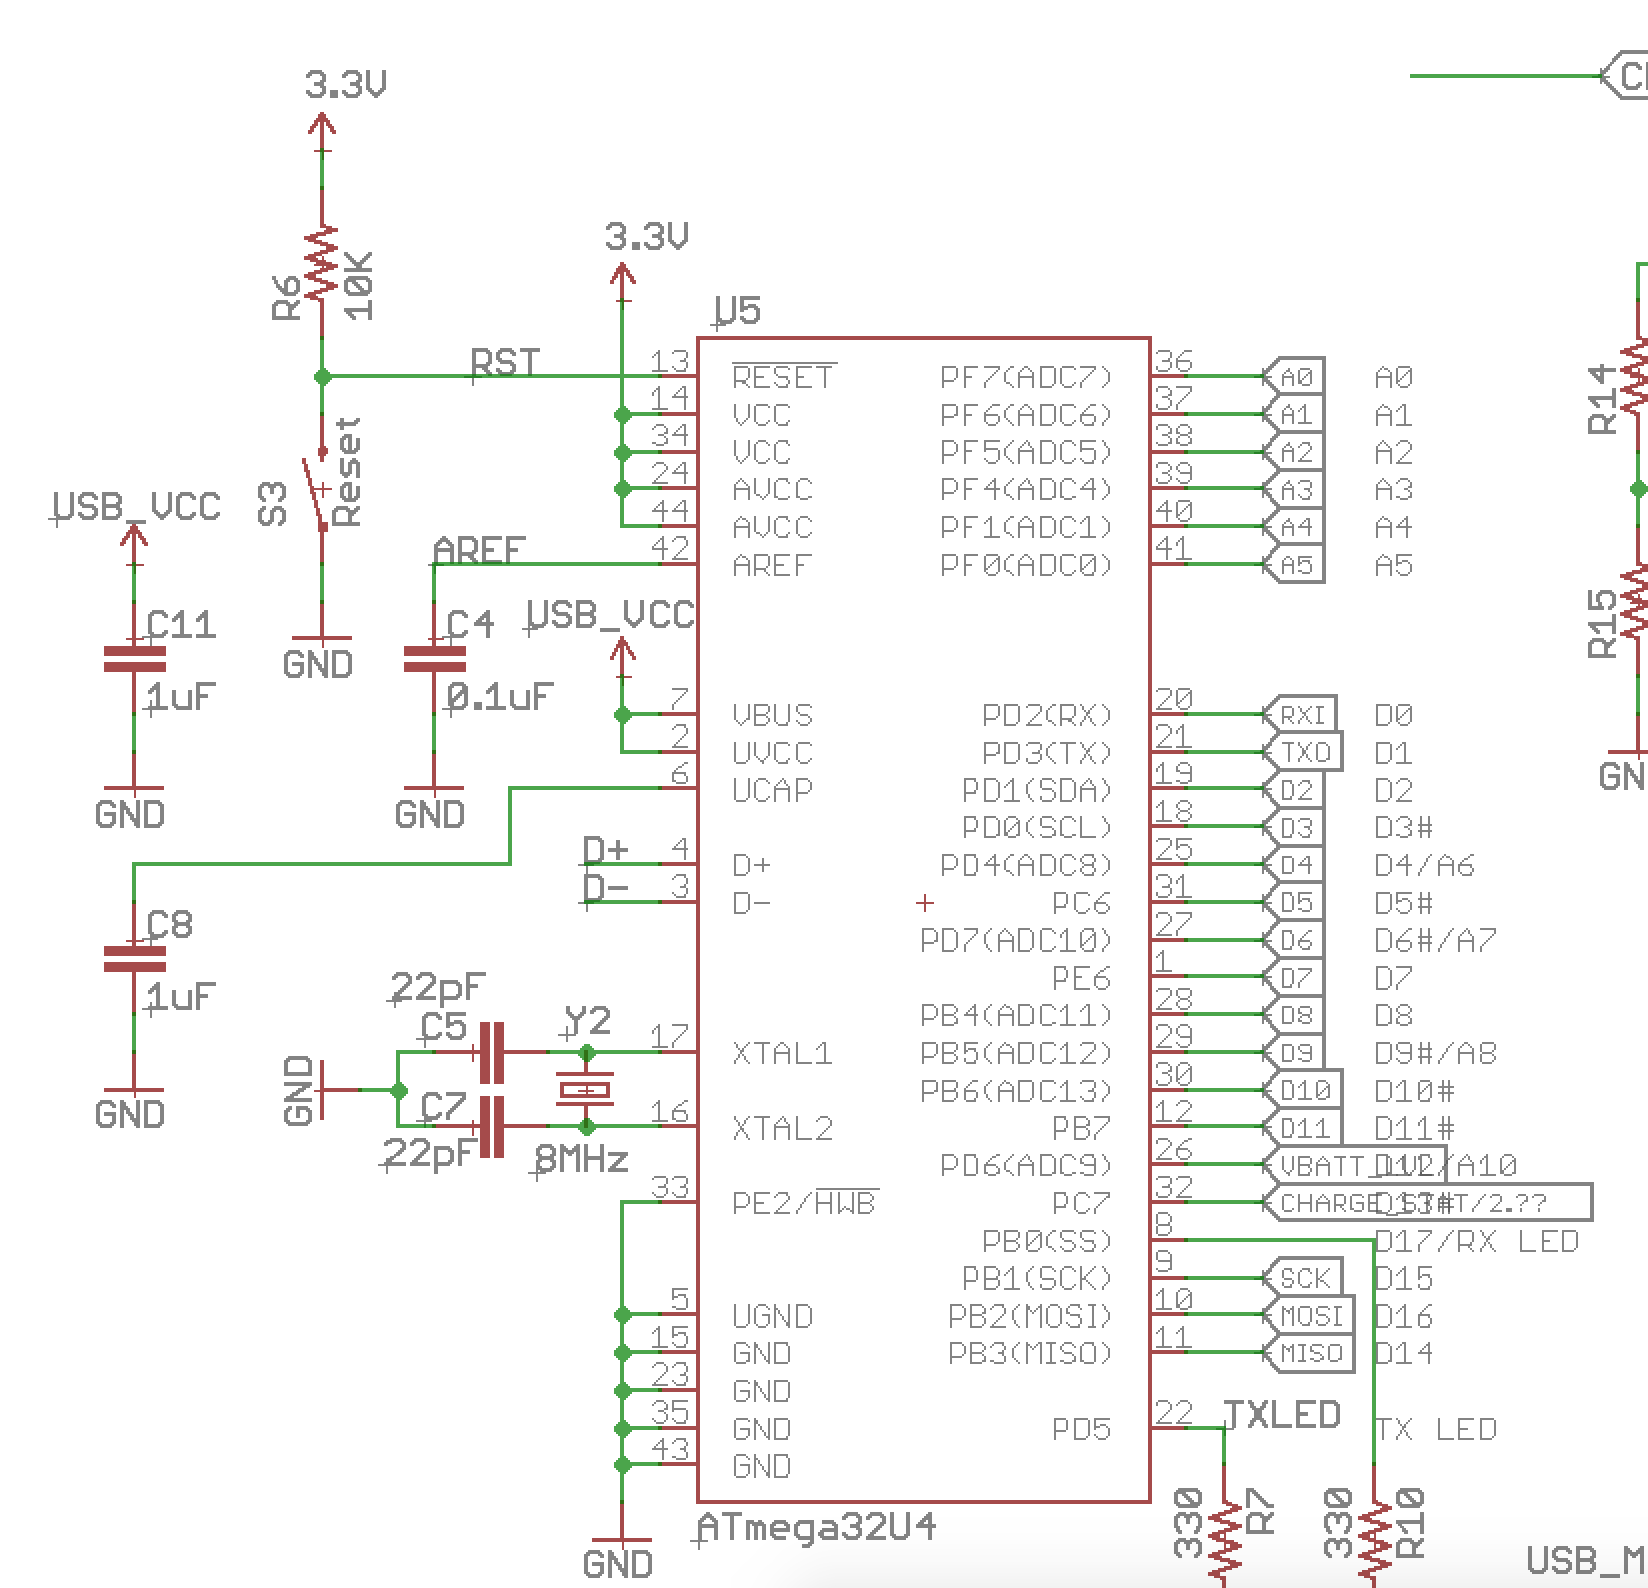 3.3V
R6
10K
3.3V
U5
RST
S3
Reset
USB_VCC
AREF
C11
1uF
GND
GND
C4
0.1uF
GND
USB_VCC
C8
1uF
GND
D+
D-
22pF
C5
GND
C7
22pF
Y2
8MHz
13 RESET
14 VCC
34 VCC
24 AVCC
44 AVCC
42 AREF
7 VBUS
2 UVCC
6 UCAP
4 D+
3 D-
17 XTAL1
16 XTAL2
33 PE2/HWB
5 UGND
15 GND
23 GND
35 GND
43 GND
GND
ATmega32U4
PF7(ADC7) 36 A0 A0
PF6(ADC6) 37 A1 A1
PF5(ADC5) 38 A2 A2
PF4(ADC4) 39 A3 A3
PF1(ADC1) 40 A4 A4
PF0(ADC0) 41 A5 A5
PD2(RX) 20 RXI D0
PD3(TX) 21 TXO D1
PD1(SDA) 19 D2 D2
PD0(SCL) 18 D3 D3#
PD4(ADC8) 25 D4 D4/A6
PC6 31 D5 D5#
PD7(ADC10) 27 D6 D6#/A7
PE6 1 D7 D7
PB4(ADC11) 28 D8 D8
PB5(ADC12) 29 D9 D9#/A8
PB6(ADC13) 30 D10 D10#
PB7 12 D11 D11#
PD6(ADC9) 26 VBATT D12/A10
PC7 32 CHARGE_STAT/2.?? D13#
PB0(SS) 8 D17/RX LED
PB1(SCK) 9 SCK D15
PB2(MOSI) 10 MOSI D16
PB3(MISO) 11 MISO D14
PD5 22 TXLED TX LED
330
R7
330
R10
R14
R15
USB_M